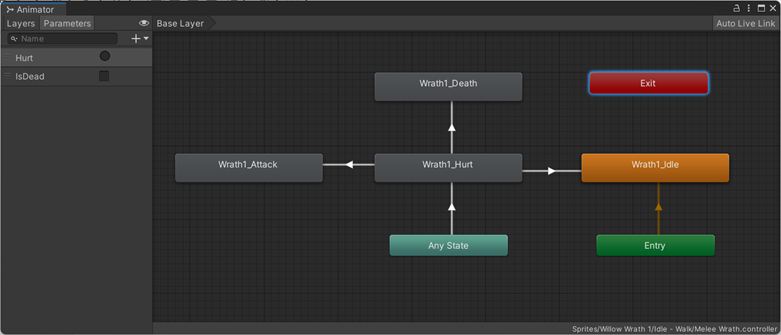 Animator
Layers Parameters Base Layer Auto Live Link
Name
Hurt
IsDead
Wrath1_Death Exit
Wrath1_Attack Wrath1_Hurt Wrath1_Idle
Any State Entry
Sprites/Willow Wrath 1/Idle - Walk/Melee Wrath.controller